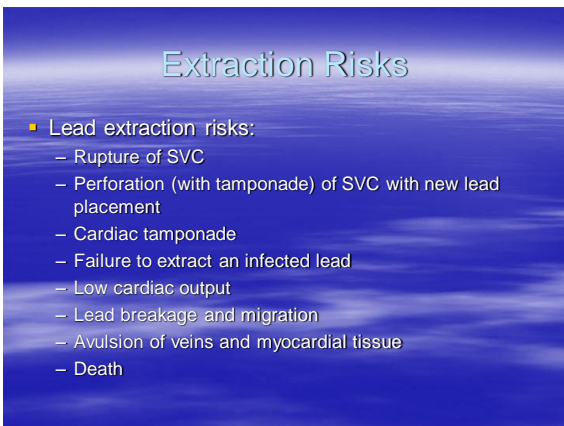 Extraction Risks
▪ Lead extraction risks:
– Rupture of SVC
– Perforation (with tamponade) of SVC with new lead
placement
– Cardiac tamponade
– Failure to extract an infected lead
– Low cardiac output
– Lead breakage and migration
– Avulsion of veins and myocardial tissue
– Death